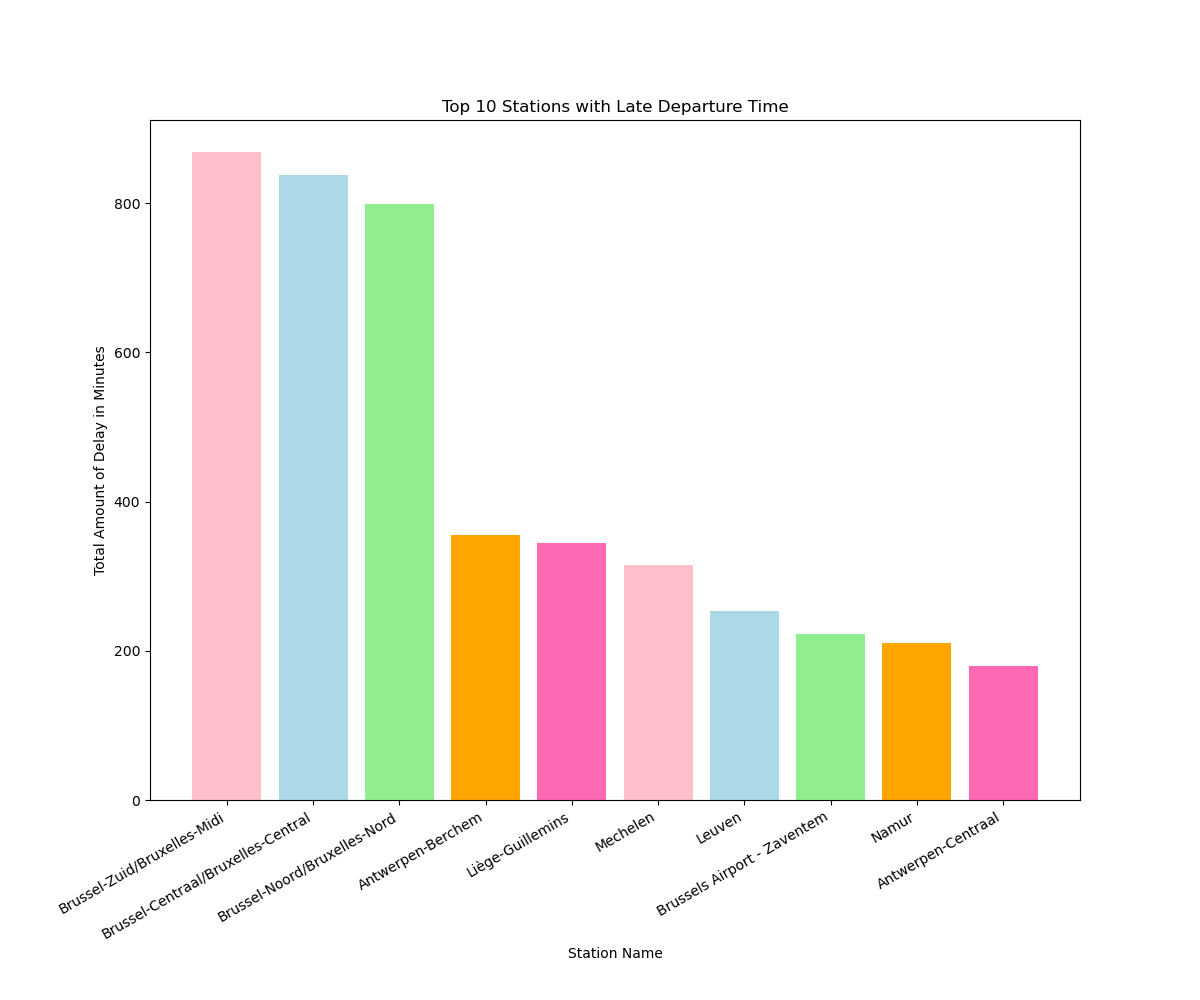 Top 10 Stations with Late Departure Time
Total Amount of Delay in Minutes
800
600
400
200
0
Brussel-Zuid/Bruxelles-Midi
Brussel-Centraal/Bruxelles-Central
Brussel-Noord/Bruxelles-Nord
Antwerpen-Berchem
Liège-Guillemins
Mechelen
Leuven
Brussels Airport - Zaventem
Namur
Antwerpen-Centraal
Station Name